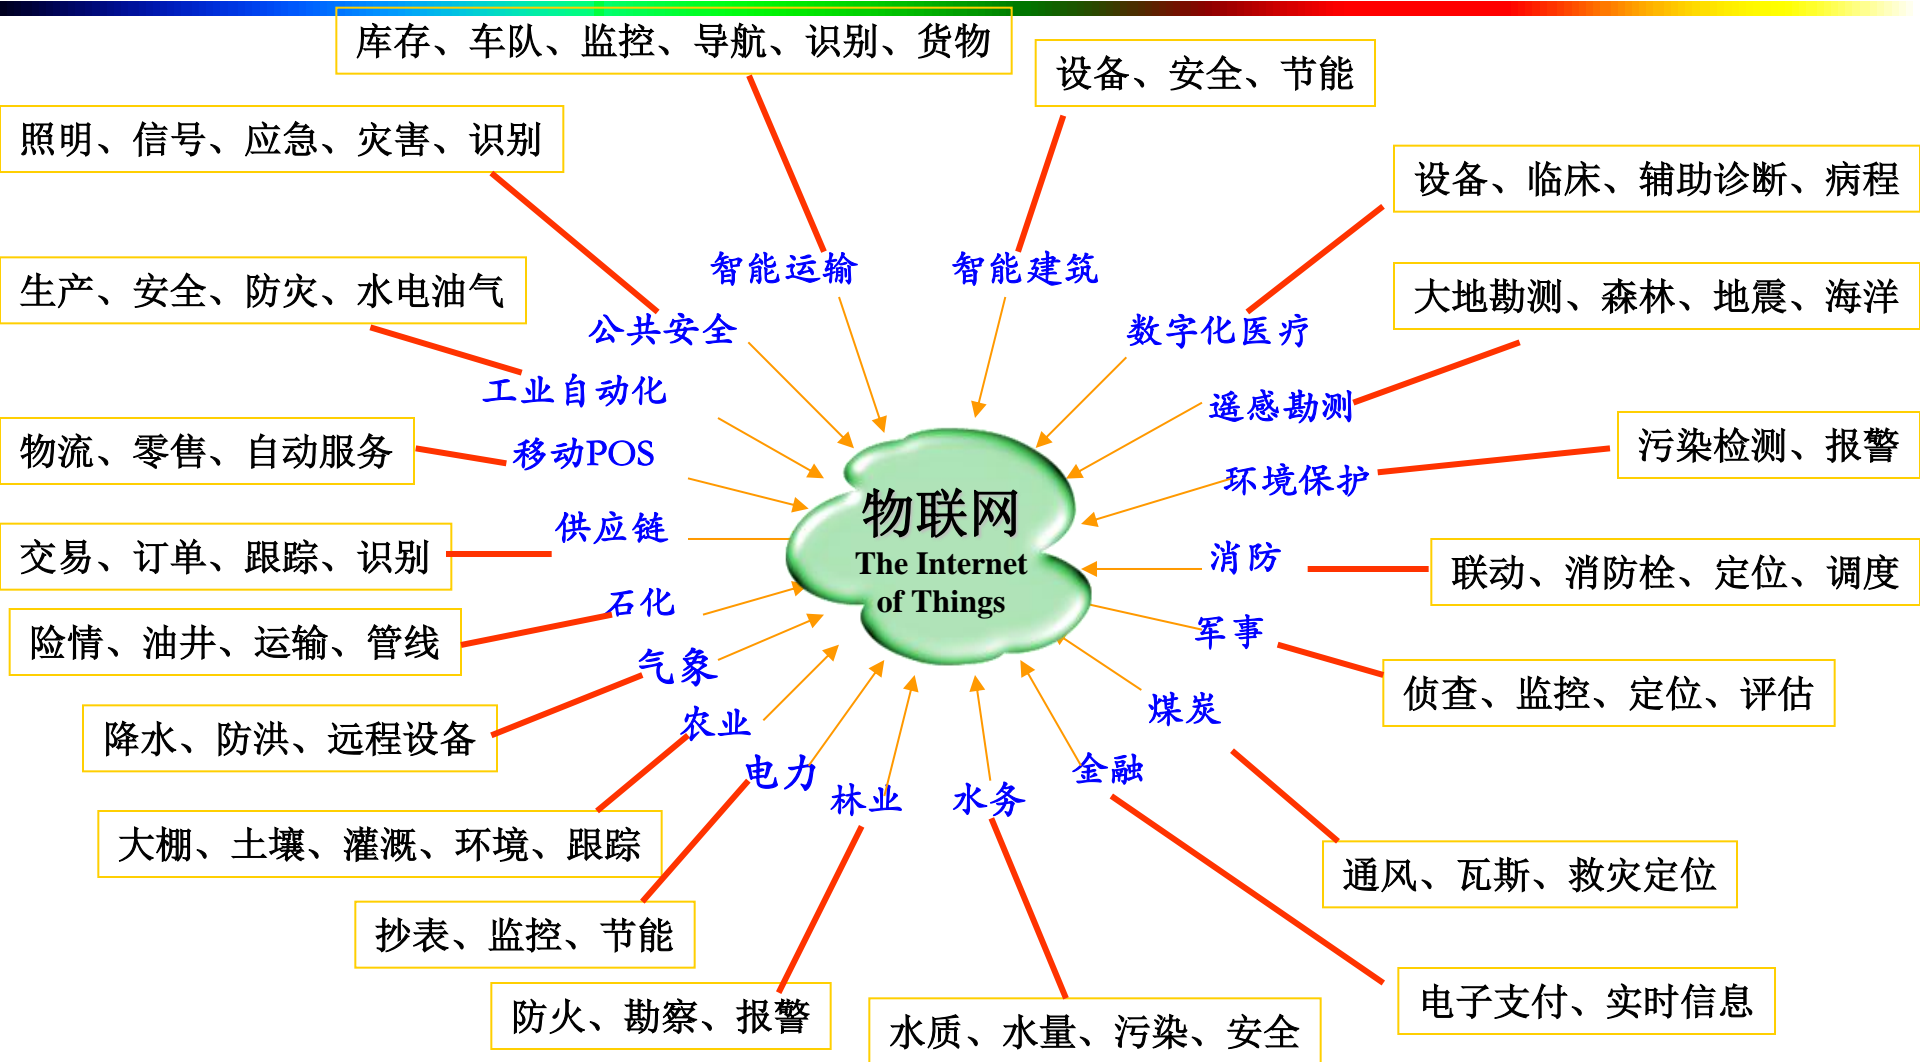 库存、车队、监控、导航、识别、货物
设备、安全、节能
照明、信号、应急、灾害、识别
设备、临床、辅助诊断、病程
智能运输
智能建筑
生产、安全、防灾、水电油气
大地勘测、森林、地震、海洋
公共安全
数字化医疗
工业自动化
遥感勘测
物流、零售、自动服务
移动POS
污染检测、报警
环境保护
物联网
The Internet
of Things
供应链
交易、订单、跟踪、识别
消防
联动、消防栓、定位、调度
石化
险情、油井、运输、管线
军事
气象
侦查、监控、定位、评估
降水、防洪、远程设备
农业
煤炭
电力
金融
林业
水务
大棚、土壤、灌溉、环境、跟踪
通风、瓦斯、救灾定位
抄表、监控、节能
电子支付、实时信息
防火、勘察、报警
水质、水量、污染、安全